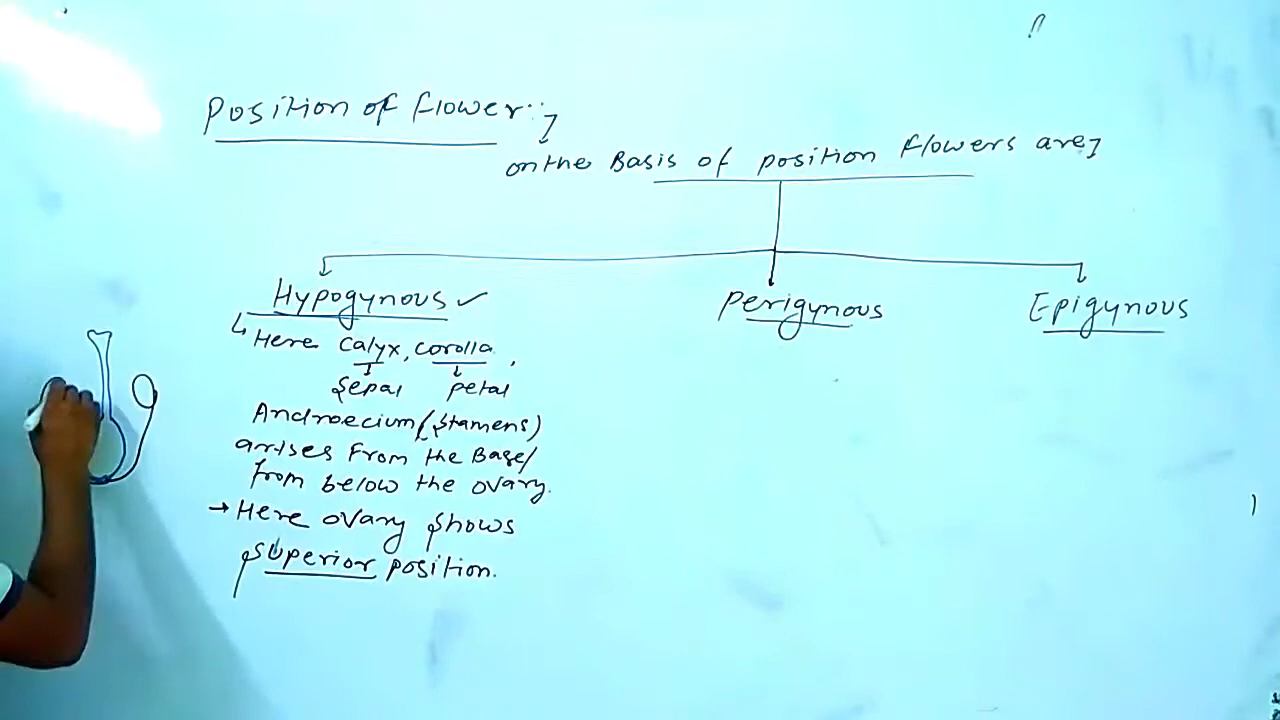 Position of flower:
on the Basis of position flowers are
Hypogynous ✓
Perigynous
Epigynous
Here calyx, corolla,
Sepal petal
Androecium (Stamens)
arises From the Base/
from below the ovary.
→ Here ovary shows
superior position.